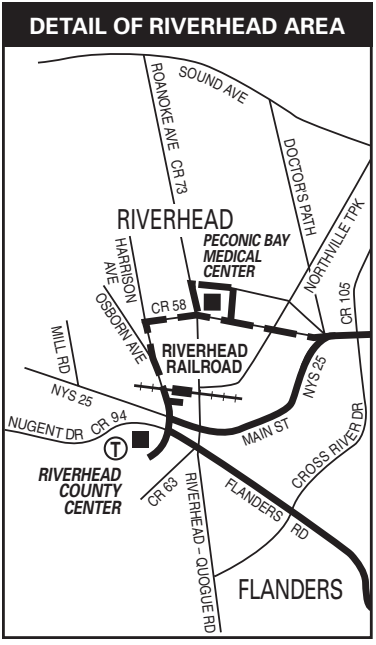 DETAIL OF RIVERHEAD AREA
SOUND AVE
ROANOKE AVE CR 73
DOCTOR'S PATH
NORTHVILLE TPK
RIVERHEAD
PECONIC BAY
MEDICAL
CENTER
HARRISON
AVE
OSBORN AVE
CR 58
CR 105
RIVERHEAD
RAILROAD
MILL RD
NYS 25
NYS 25
MAIN ST
NUGENT DR CR 94
T
CROSS RIVER DR
RIVERHEAD
COUNTY
CENTER
CR 63
RIVERHEAD – QUOGUE RD
FLANDERS RD
FLANDERS